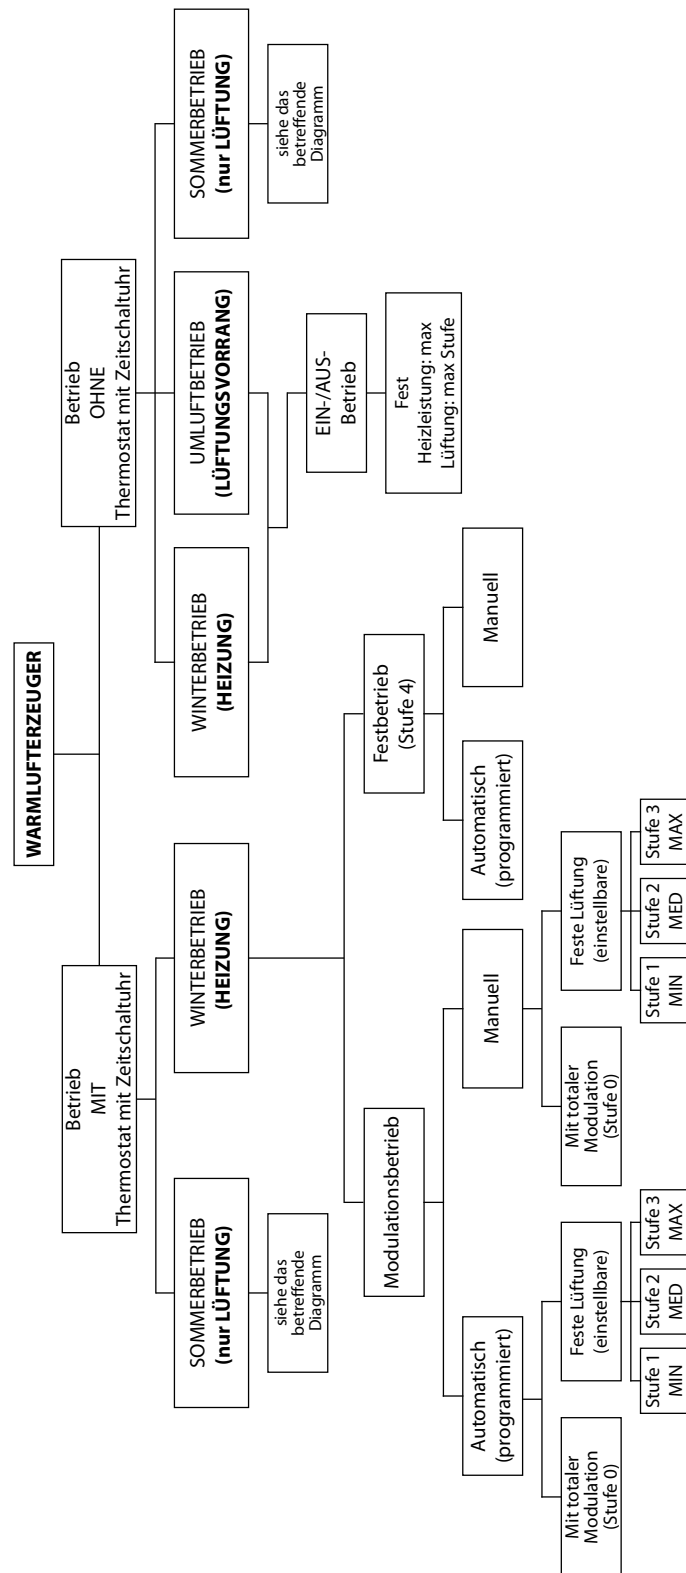 WARMLUFTERZEUGER
Betrieb
MIT
Thermostat mit Zeitschaltuhr
Betrieb
OHNE
Thermostat mit Zeitschaltuhr
SOMMERBETRIEB
(nur LÜFTUNG)
WINTERBETRIEB
(HEIZUNG)
WINTERBETRIEB
(HEIZUNG)
UMLUFTBETRIEB
(LÜFTUNGSVORRANG)
SOMMERBETRIEB
(nur LÜFTUNG)
siehe das
betreffende
Diagramm
siehe das
betreffende
Diagramm
EIN-/AUS-
Betrieb
Modulationsbetrieb
Festbetrieb
(Stufe 4)
Fest
Heizleistung: max
Lüftung: max Stufe
Automatisch
(programmiert)
Manuell
Automatisch
(programmiert)
Manuell
Mit totaler
Modulation
(Stufe 0)
Feste Lüftung
(einstellbare)
Mit totaler
Modulation
(Stufe 0)
Feste Lüftung
(einstellbare)
Stufe 1
MIN
Stufe 2
MED
Stufe 3
MAX
Stufe 1
MIN
Stufe 2
MED
Stufe 3
MAX